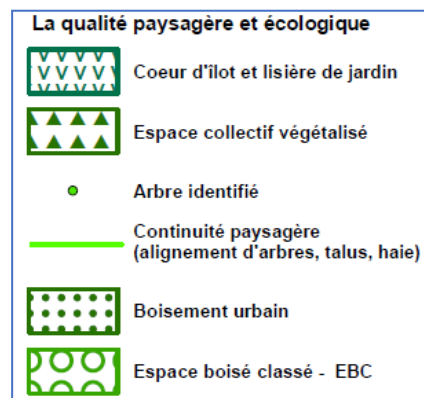 La qualité paysagère et écologique
Coeur d'îlot et lisière de jardin
Espace collectif végétalisé
Arbre identifié
Continuité paysagère
(alignement d'arbres, talus, haie)
Boisement urbain
Espace boisé classé - EBC